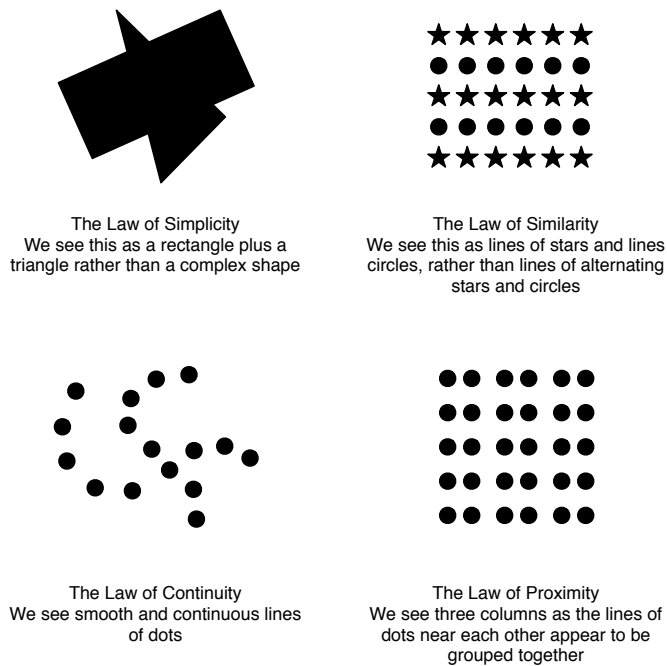 The Law of Simplicity
We see this as a rectangle plus a
triangle rather than a complex shape
The Law of Similarity
We see this as lines of stars and lines
circles, rather than lines of alternating
stars and circles
The Law of Continuity
We see smooth and continuous lines
of dots
The Law of Proximity
We see three columns as the lines of
dots near each other appear to be
grouped together